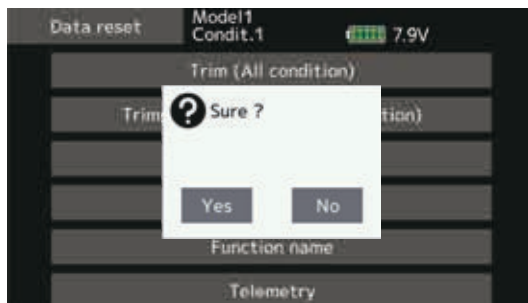 Data reset
Model1
Condit.1
7.9V
Trim (All condition)
Trim
tion)
Sure ?
Yes
No
Function name
Telemetry